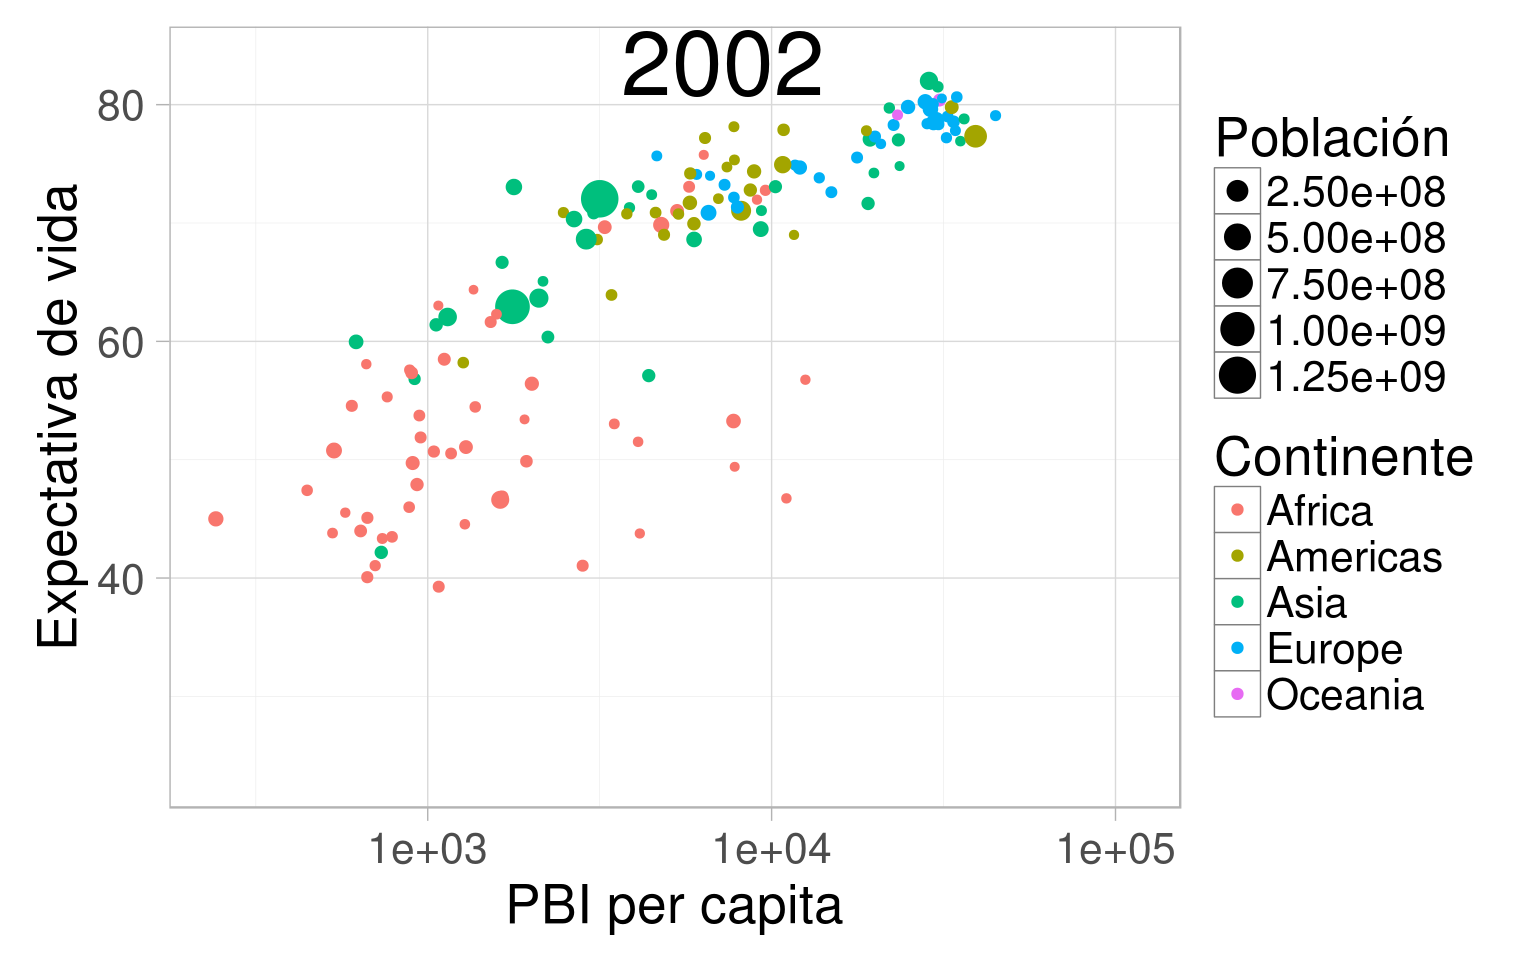 2002
Expectativa de vida
80
60
40
1e+03
1e+04
1e+05
PBI per capita
Población
2.50e+08
5.00e+08
7.50e+08
1.00e+09
1.25e+09
Continente
Africa
Americas
Asia
Europe
Oceania